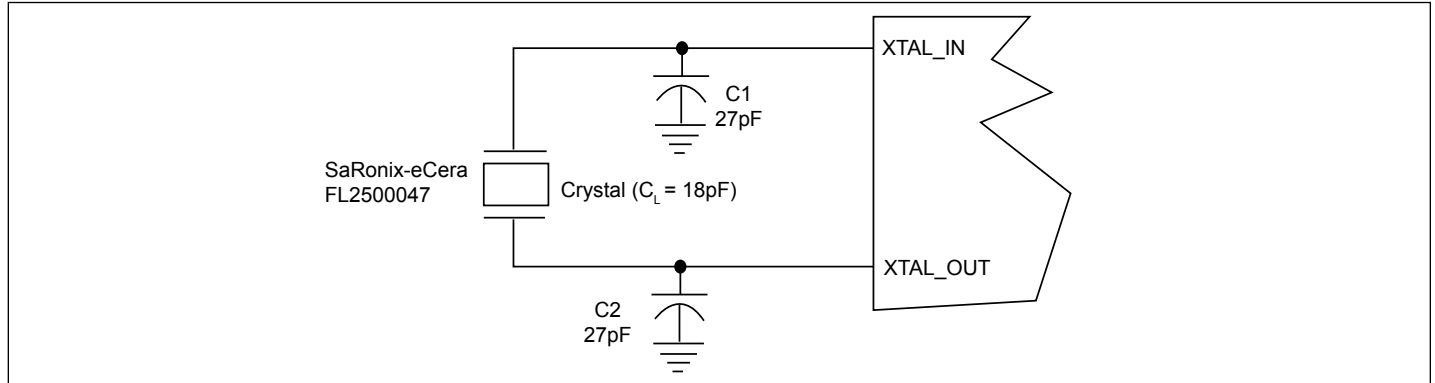 XTAL_IN
C1
27pF
SaRonix-eCera
FL2500047
Crystal (CL = 18pF)
XTAL_OUT
C2
27pF